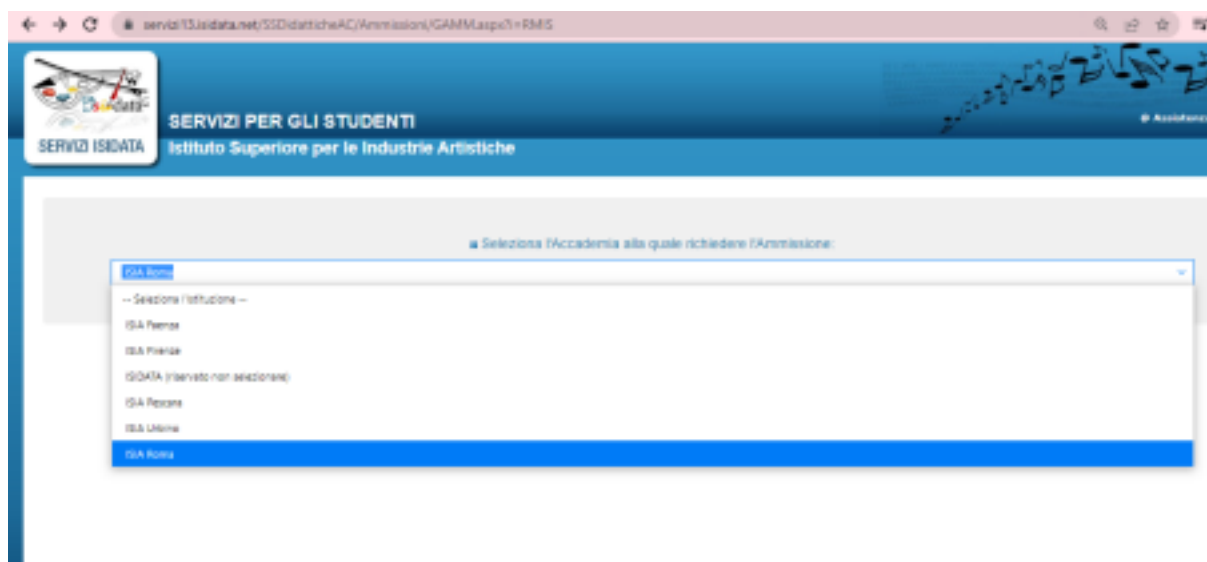 servizi13.isidata.net/SSDidatticheAC/Ammissioni/GAMM.aspx?i=RMIS
Isidata
SERVIZI PER GLI STUDENTI
Assistenza
SERVIZI ISIDATA
Istituto Superiore per le Industrie Artistiche
Seleziona l'Accademia alla quale richiedere l'Ammissione:
ISIA Roma
-- Seleziona l'istituzione --
ISIA Faenza
ISIA Firenze
ISIDATA (riservato non selezionare)
ISIA Pescara
ISIA Urbino
ISIA Roma